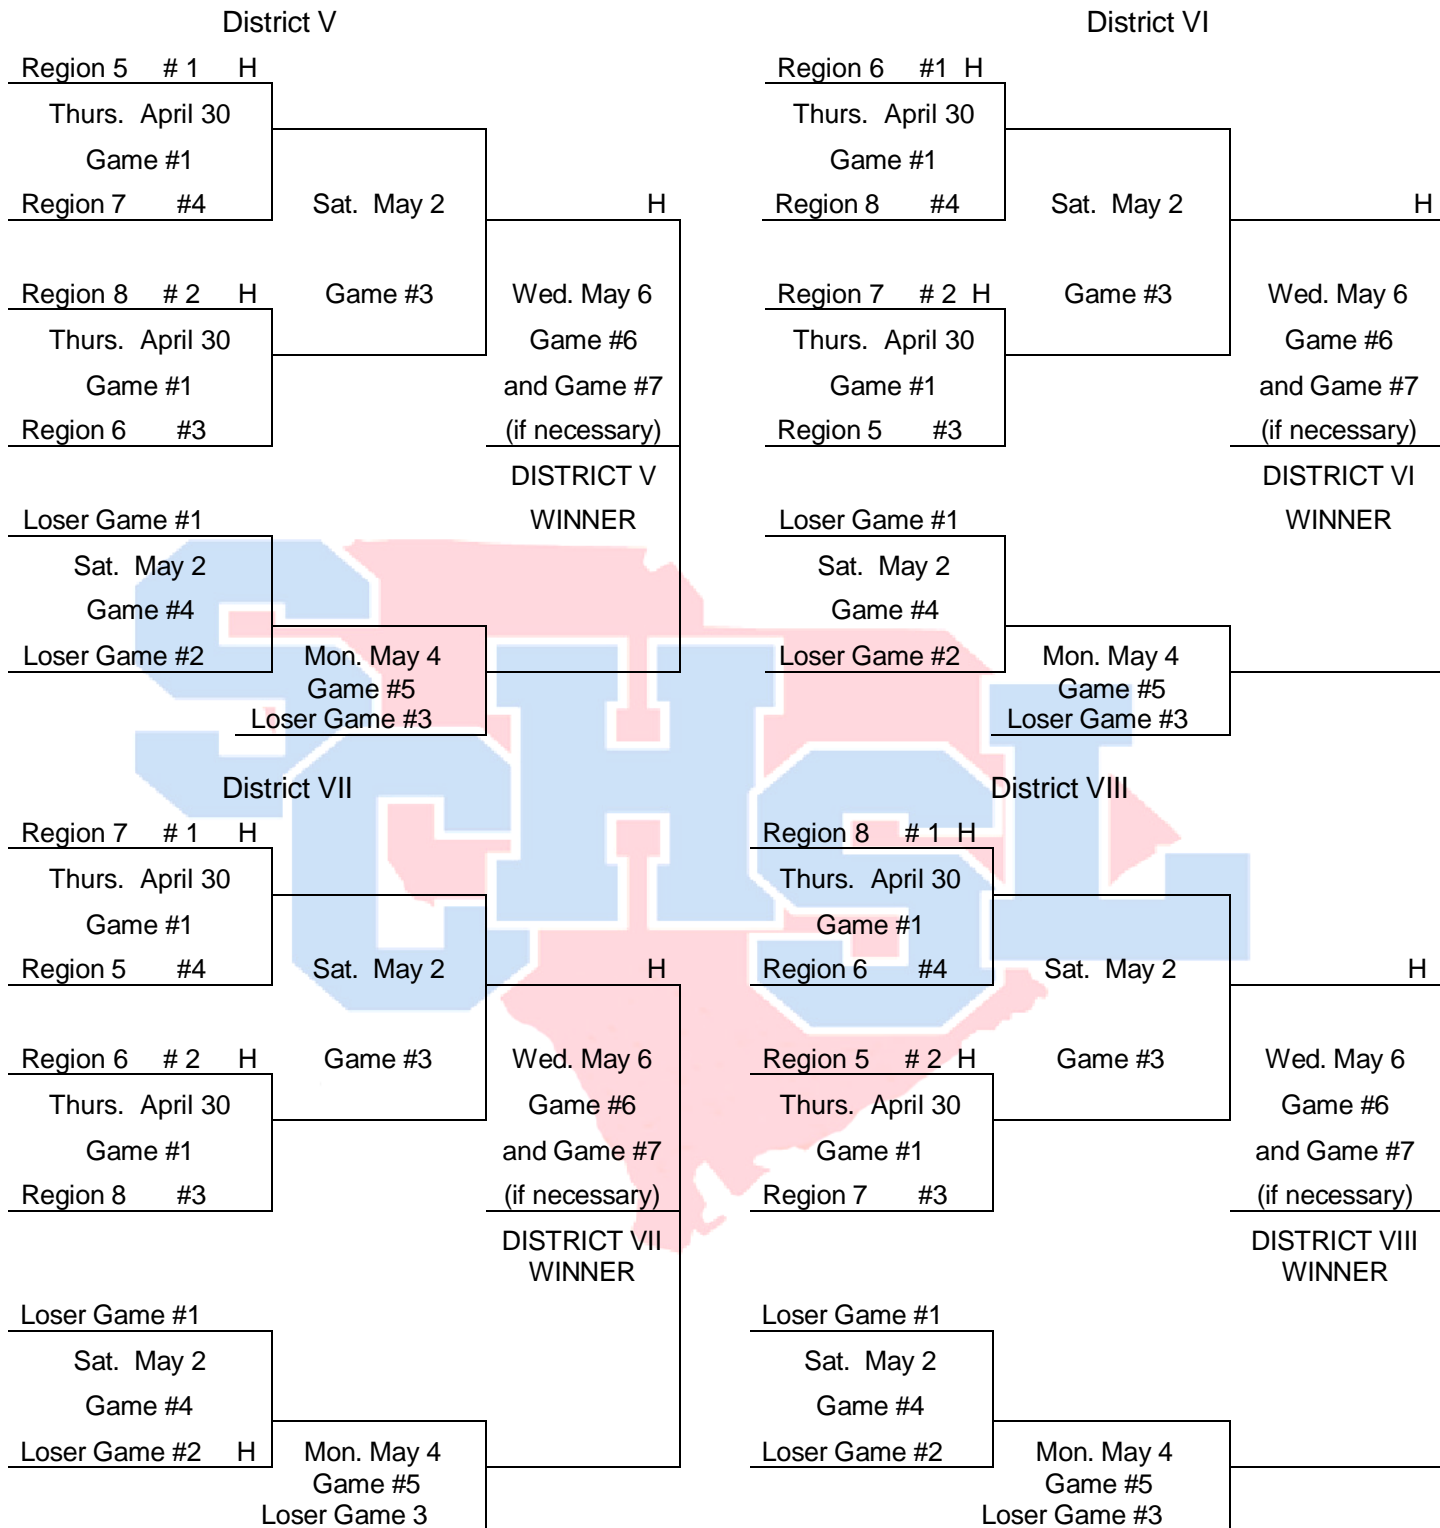 District V
Region 5 # 1 H
Thurs. April 30
Game #1
Region 7 #4
Sat. May 2
H
Region 8 # 2 H
Game #3
Wed. May 6
Thurs. April 30
Game #6
Game #1
and Game #7
Region 6 #3
(if necessary)
DISTRICT V
WINNER
Loser Game #1
Sat. May 2
Game #4
Loser Game #2
Mon. May 4
Game #5
Loser Game #3
District VI
Region 6 #1 H
Thurs. April 30
Game #1
Region 8 #4
Sat. May 2
H
Region 7 # 2 H
Game #3
Wed. May 6
Thurs. April 30
Game #6
Game #1
and Game #7
Region 5 #3
(if necessary)
DISTRICT VI
WINNER
Loser Game #1
Sat. May 2
Game #4
Loser Game #2
Mon. May 4
Game #5
Loser Game #3
SCHSL
District VII
Region 7 # 1 H
Thurs. April 30
Game #1
Region 5 #4
Sat. May 2
H
Region 6 # 2 H
Game #3
Wed. May 6
Thurs. April 30
Game #6
Game #1
and Game #7
Region 8 #3
(if necessary)
DISTRICT VII
WINNER
Loser Game #1
Sat. May 2
Game #4
Loser Game #2 H
Mon. May 4
Game #5
Loser Game 3
District VIII
Region 8 # 1 H
Thurs. April 30
Game #1
Region 6 #4
Sat. May 2
H
Region 5 # 2 H
Game #3
Wed. May 6
Thurs. April 30
Game #6
Game #1
and Game #7
Region 7 #3
(if necessary)
DISTRICT VIII
WINNER
Loser Game #1
Sat. May 2
Game #4
Loser Game #2
Mon. May 4
Game #5
Loser Game #3